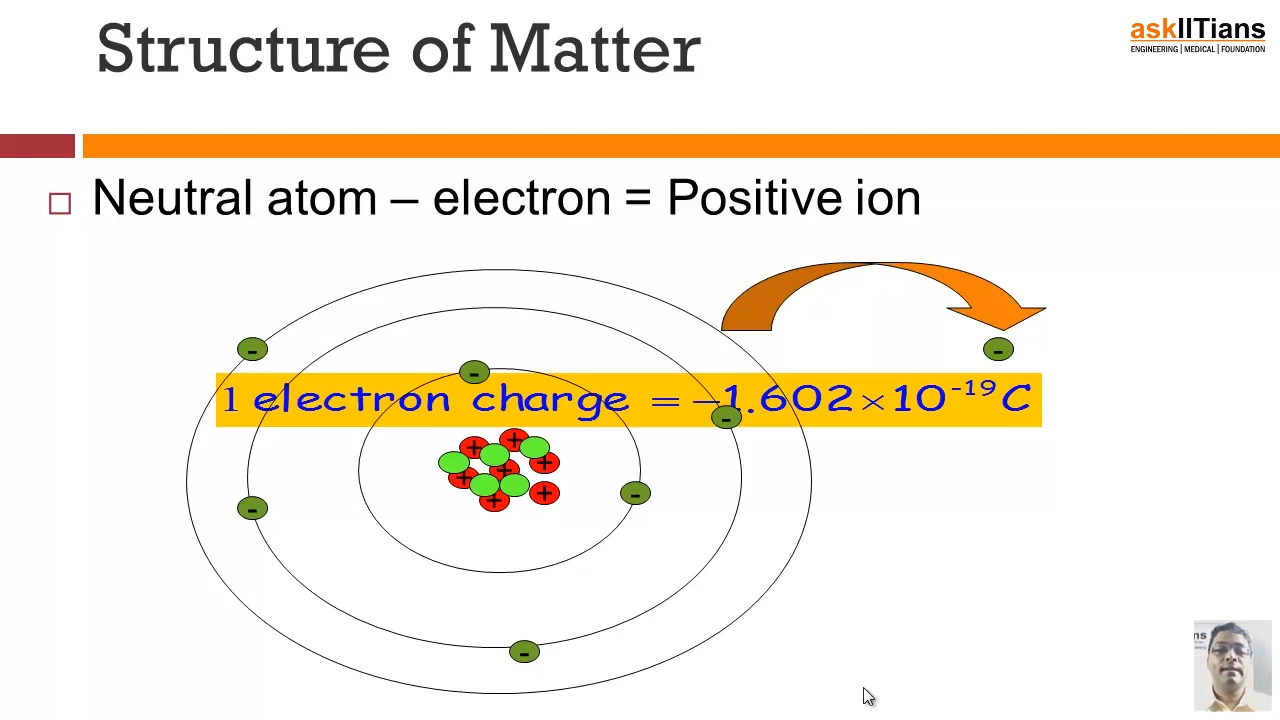 Structure of Matter
askIITians
ENGINEERING | MEDICAL | FOUNDATION
Neutral atom – electron = Positive ion
-
-
-
1 electron charge = −1.602×10⁻¹⁹C
-
+
+
+
+
+
+
+
-
-
-